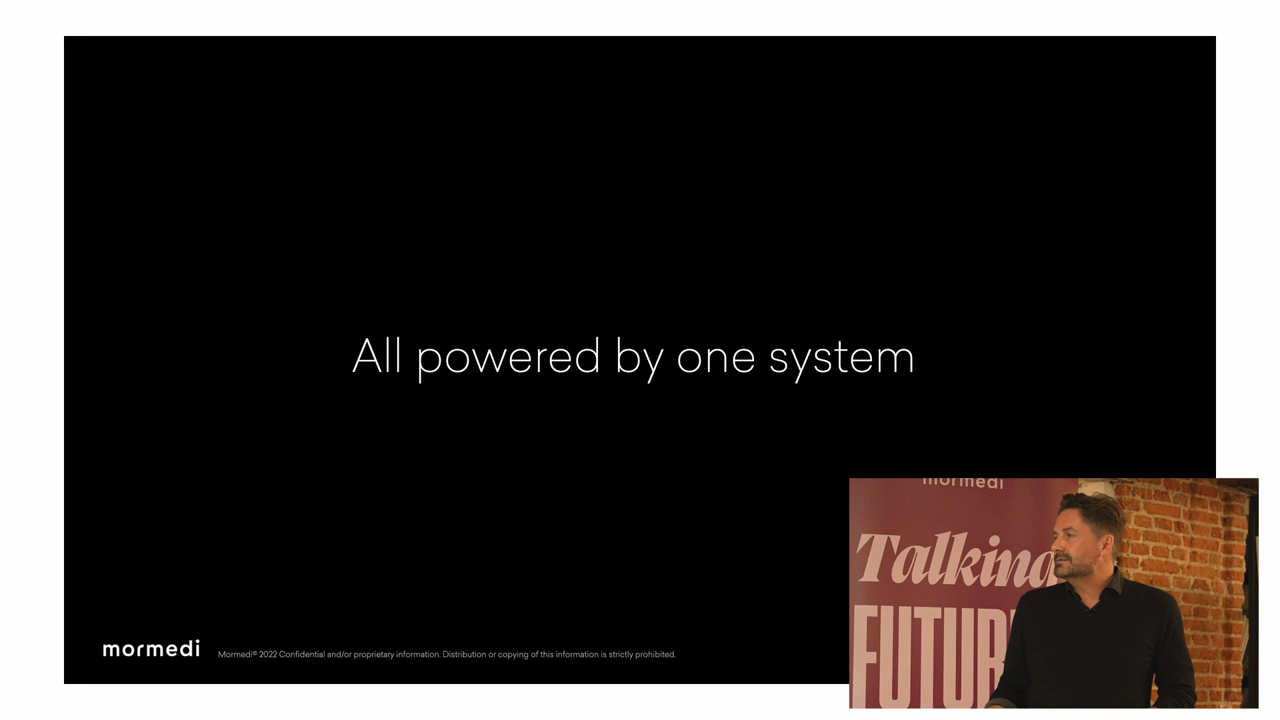 All powered by one system
mormedi
Mormedi® 2022 Confidential and/or proprietary information. Distribution or copying of this information is strictly prohibited.
mormedi
Talking
FUTURE